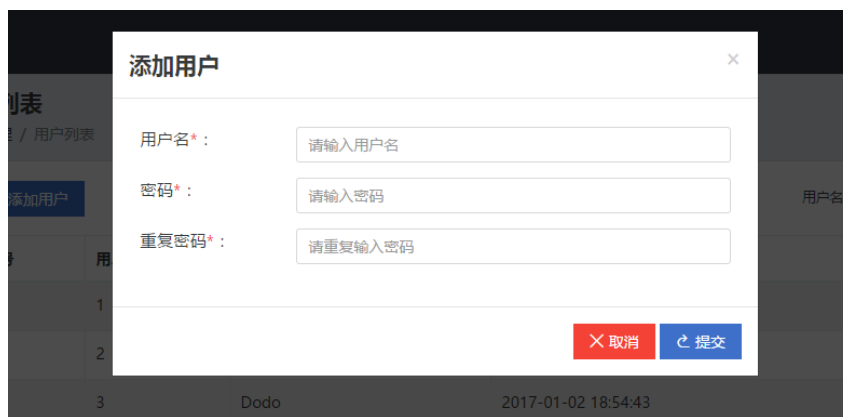 添加用户
×
列表
/ 用户列表
用户名*：
请输入用户名
密码*：
请输入密码
添加用户
用户名
重复密码*：
请重复输入密码
号
用
1
取消
提交
2
3 Dodo 2017-01-02 18:54:43